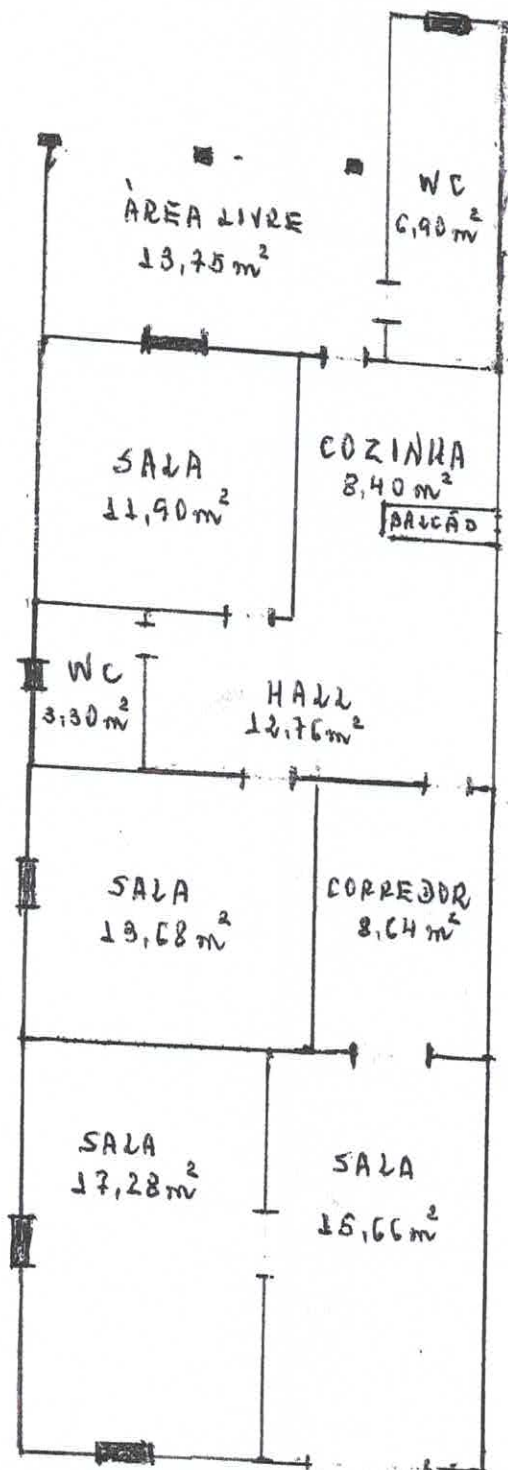 WC
6,90 m²
ÀREA LIVRE
13,75 m²
SALA
11,90 m²
COZINHA
8,40 m²
BALCÃO
WC
3,30 m²
HALL
12,76 m²
SALA
13,68 m²
CORREDOR
8,64 m²
SALA
17,28 m²
SALA
15,66 m²